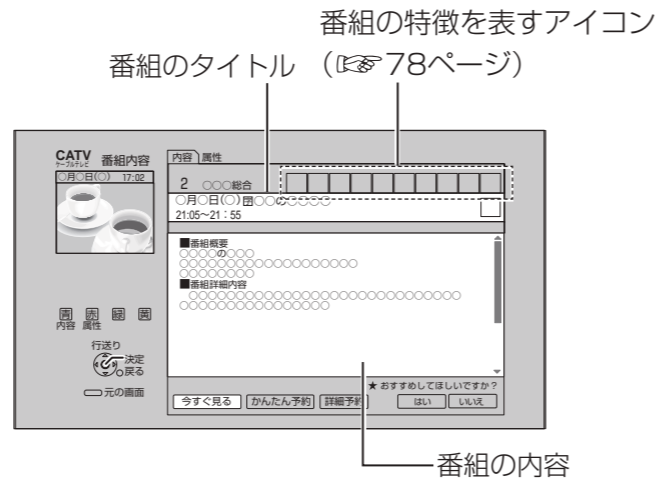 番組の特徴を表すアイコン
番組のタイトル（☞78ページ）
CATV
ケーブルテレビ
番組内容
○月○日(○) 17:02
内容 属性
2 ○○○総合
○月○日(○)
○○の○○○○
21:05～21:55
■番組概要
○○○○の○○○
○○○○○○○○○○○○○○○○○○○
○○○○○○○○
■番組詳細内容
○○○○○○○○○○○○○○○○○○○○○○○○○○○○○
○○○○○○○○○○○○○○○○
青 赤 緑 黄
内容 属性
行送り
決定
戻る
元の画面
★おすすめしてほしいですか？
今すぐ見る かんたん予約 詳細予約 はい いいえ
番組の内容